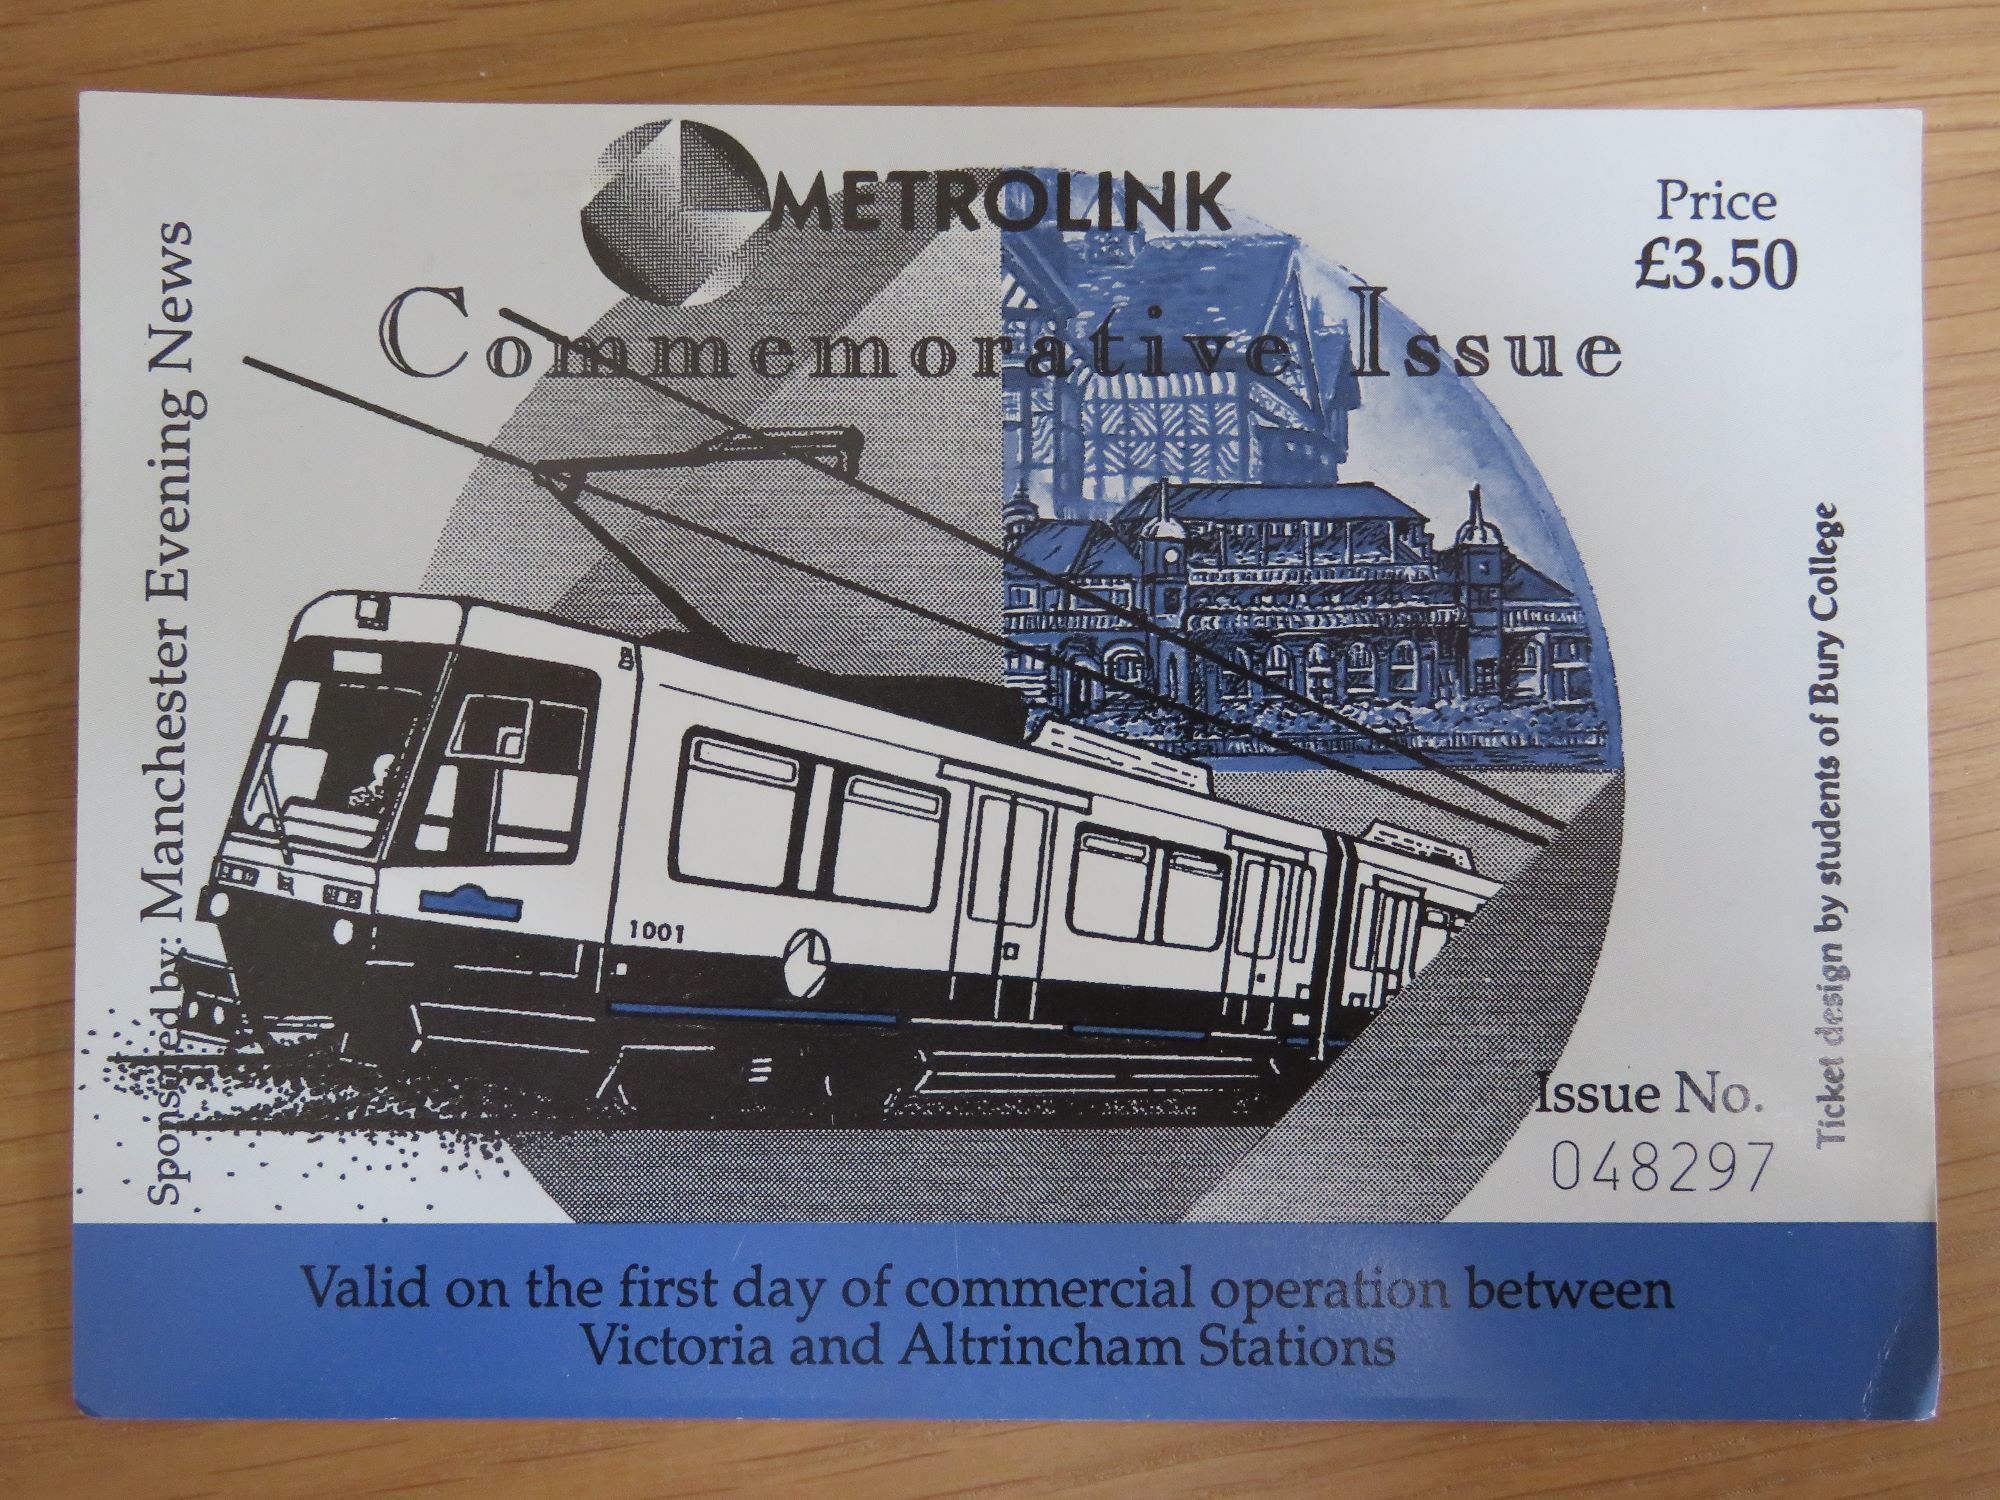 METROLINK
Commemorative Issue
Price
£3.50
Sponsored by: Manchester Evening News
Ticket design by students of Bury College
1001
Issue No.
048297
Valid on the first day of commercial operation between
Victoria and Altrincham Stations